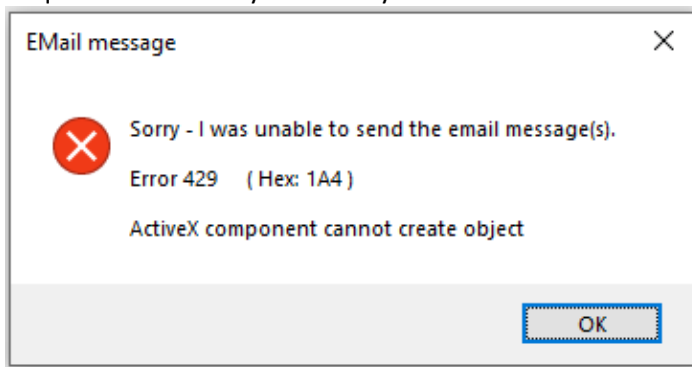 EMail message
Sorry - I was unable to send the email message(s).
Error 429 ( Hex: 1A4 )
ActiveX component cannot create object
OK